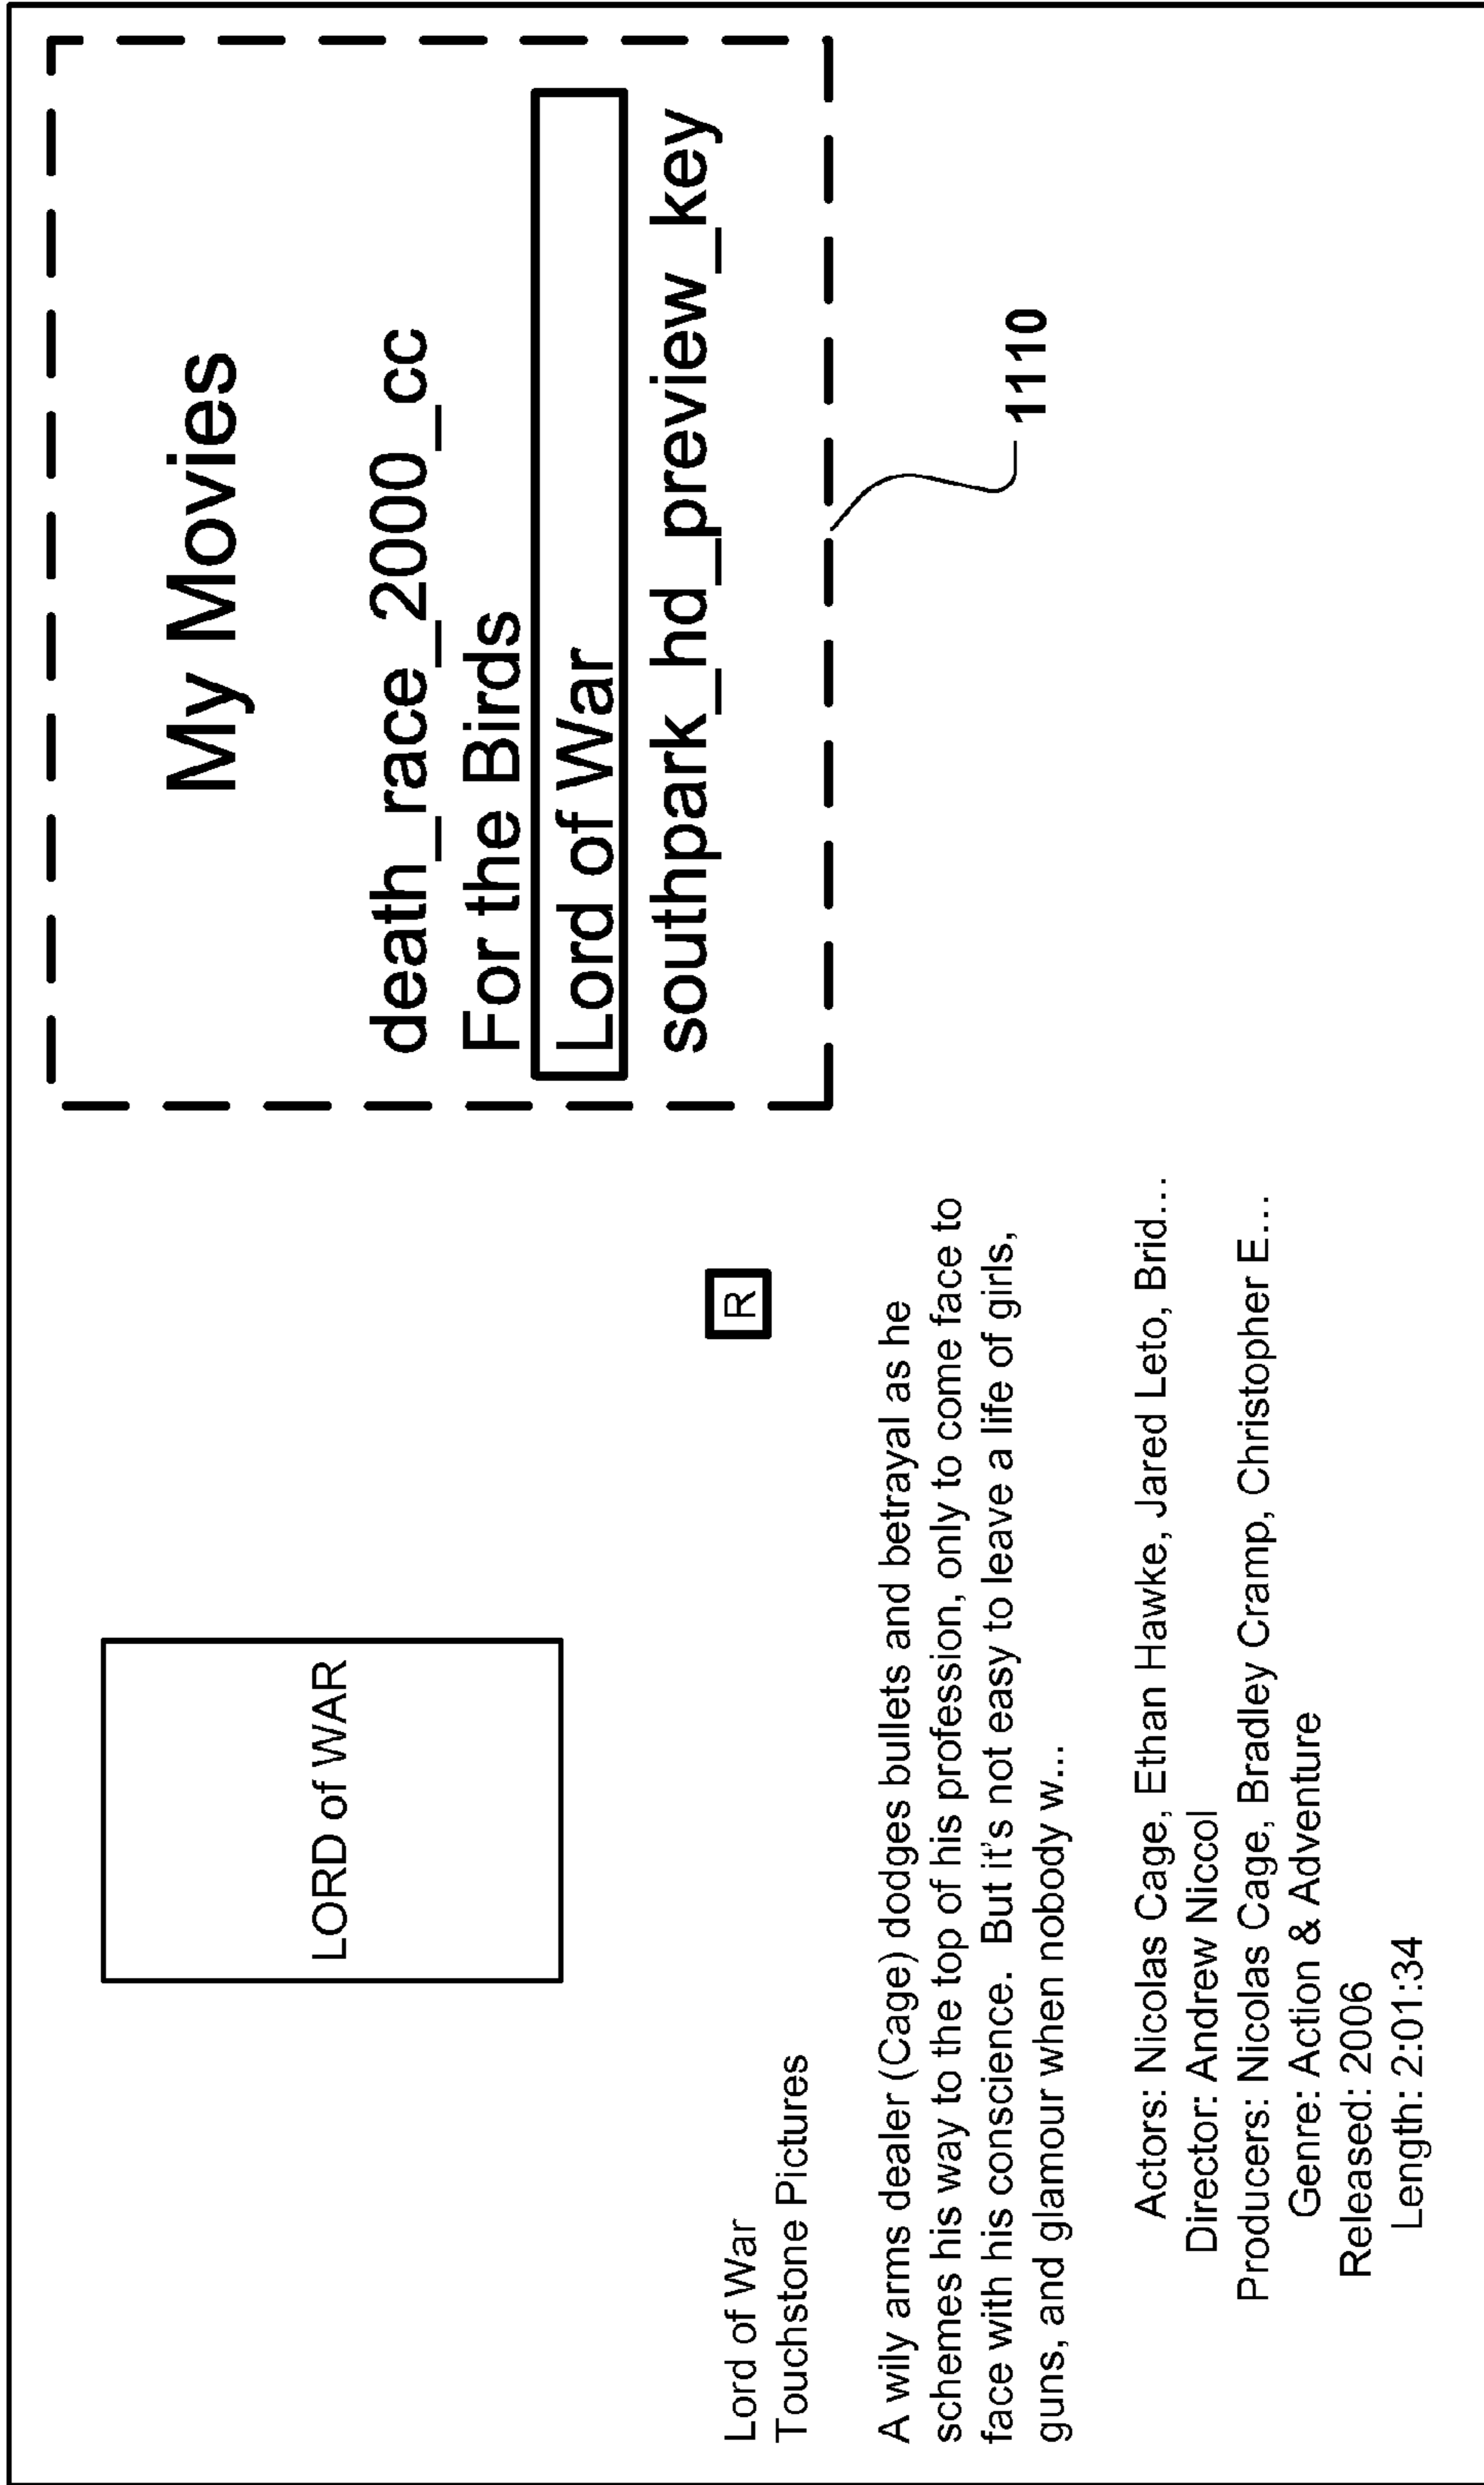 LORD of WAR
Lord of War
R
Touchstone Pictures
A wily arms dealer (Cage) dodges bullets and betrayal as he
schemes his way to the top of his profession, only to come face to
face with his conscience. But it's not easy to leave a life of girls,
guns, and glamour when nobody w...
Actors: Nicolas Cage, Ethan Hawke, Jared Leto, Brid...
Director: Andrew Niccol
Producers: Nicolas Cage, Bradley Cramp, Christopher E...
Genre: Action & Adventure
Released: 2006
Length: 2:01:34
My Movies
death_race_2000_cc
For the Birds
Lord of War
southpark_hd_preview_key
1110